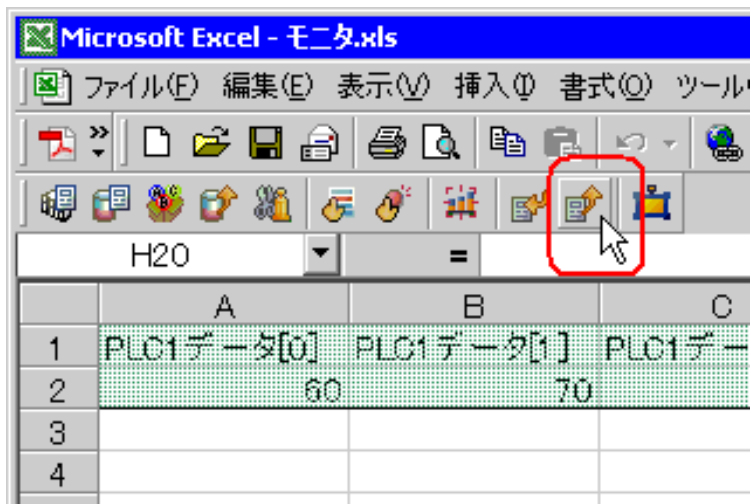 Microsoft Excel - モニタ.xls
ファイル(F) 編集(E) 表示(V) 挿入(I) 書式(O) ツール
H20 =
A B C
1 PLC1データ[0] PLC1データ[1] PLC1デー
2 60 70
3
4